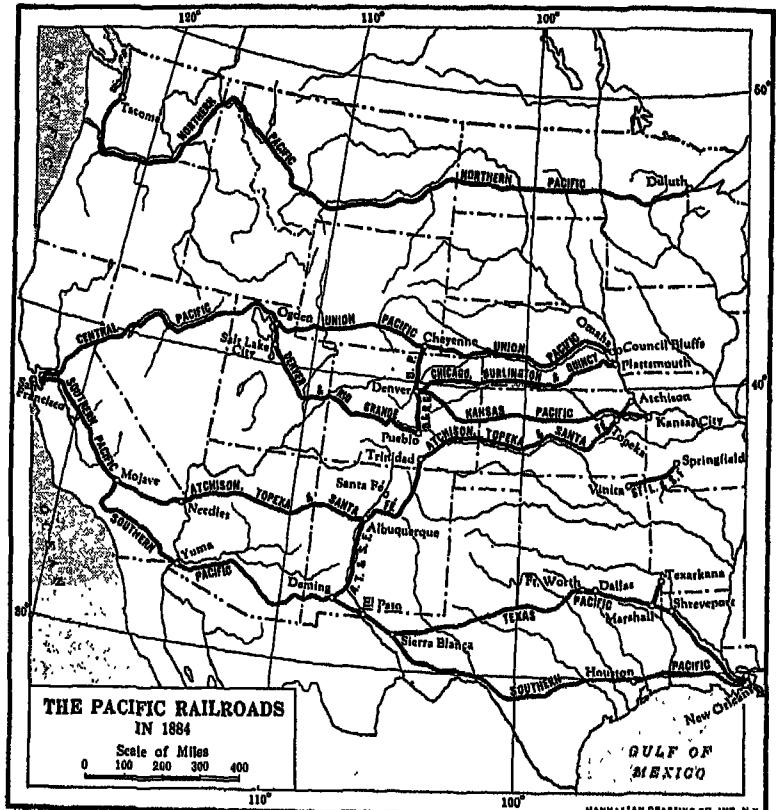 120°
110°
100°
50°
Tacoma
NORTHERN PACIFIC
NORTHERN PACIFIC
Duluth
Ogden
UNION PACIFIC
CENTRAL PACIFIC
Salt Lake City
Cheyenne
UNION PACIFIC
Omaha
Council Bluffs
Plattsmouth
CHICAGO, BURLINGTON & QUINCY
40°
DENVER & RIO GRANDE
Denver
Atchison
KANSAS PACIFIC
Kansas City
San Francisco
Pueblo
ATCHISON, TOPEKA & SANTA FE
Topeka
Trinidad
SOUTHERN PACIFIC
Springfield
Vinita
Mojave
Santa Fe
ATCHISON, TOPEKA & SANTA FE
Needles
Albuquerque
SOUTHERN PACIFIC
Yuma
Deming
El Paso
Ft. Worth
Dallas
Texarkana
TEXAS PACIFIC
Marshall
Shreveport
30°
Sierra Blanca
Houston
SOUTHERN PACIFIC
New Orleans
THE PACIFIC RAILROADS
IN 1884
Scale of Miles
0 100 200 300 400
GULF OF
MEXICO
110°
100°